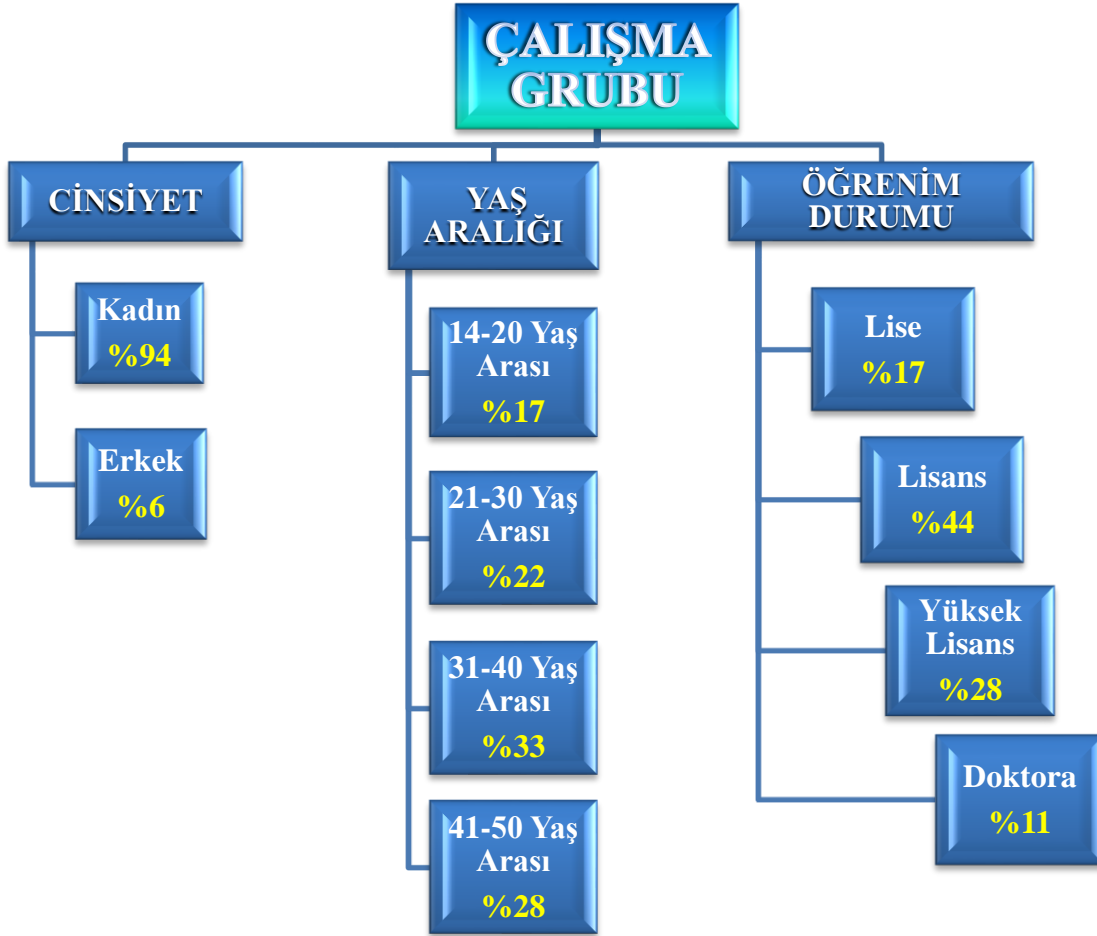 ÇALIŞMA
GRUBU
CİNSİYET
Kadın
%94
Erkek
%6
YAŞ
ARALIĞI
14-20 Yaş
Arası
%17
21-30 Yaş
Arası
%22
31-40 Yaş
Arası
%33
41-50 Yaş
Arası
%28
ÖĞRENİM
DURUMU
Lise
%17
Lisans
%44
Yüksek
Lisans
%28
Doktora
%11